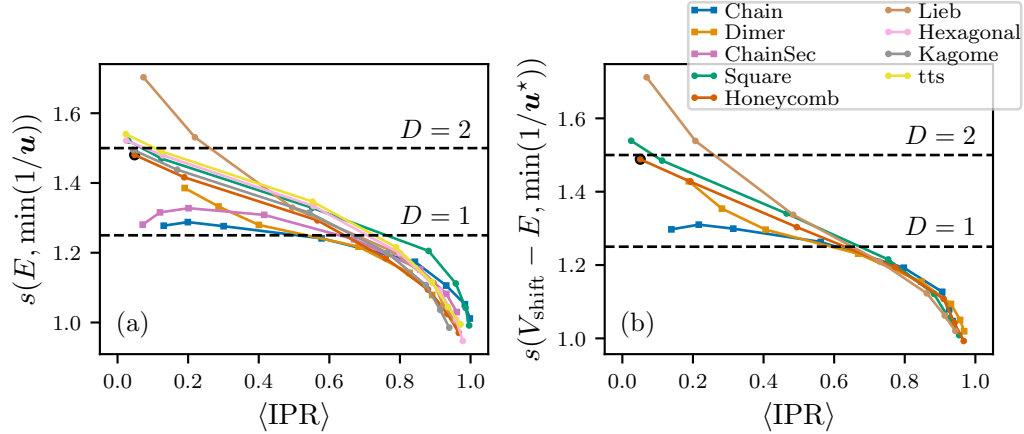 Chain
Dimer
ChainSec
Square
Honeycomb
Lieb
Hexagonal
Kagome
tts
s(E, min(1/u))
1.6
1.4
1.2
1.0
D = 2
D = 1
(a)
0.0 0.2 0.4 0.6 0.8 1.0
⟨IPR⟩
s(V_shift − E, min(1/u⋆))
1.6
1.4
1.2
1.0
D = 2
D = 1
(b)
0.0 0.2 0.4 0.6 0.8 1.0
⟨IPR⟩